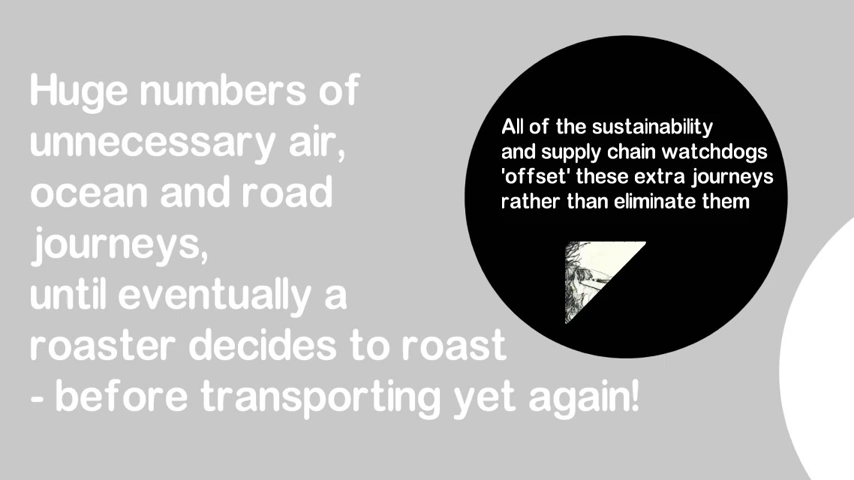 Huge numbers of
unnecessary air,
ocean and road
journeys,
until eventually a
roaster decides to roast
- before transporting yet again!
All of the sustainability
and supply chain watchdogs
'offset' these extra journeys
rather than eliminate them